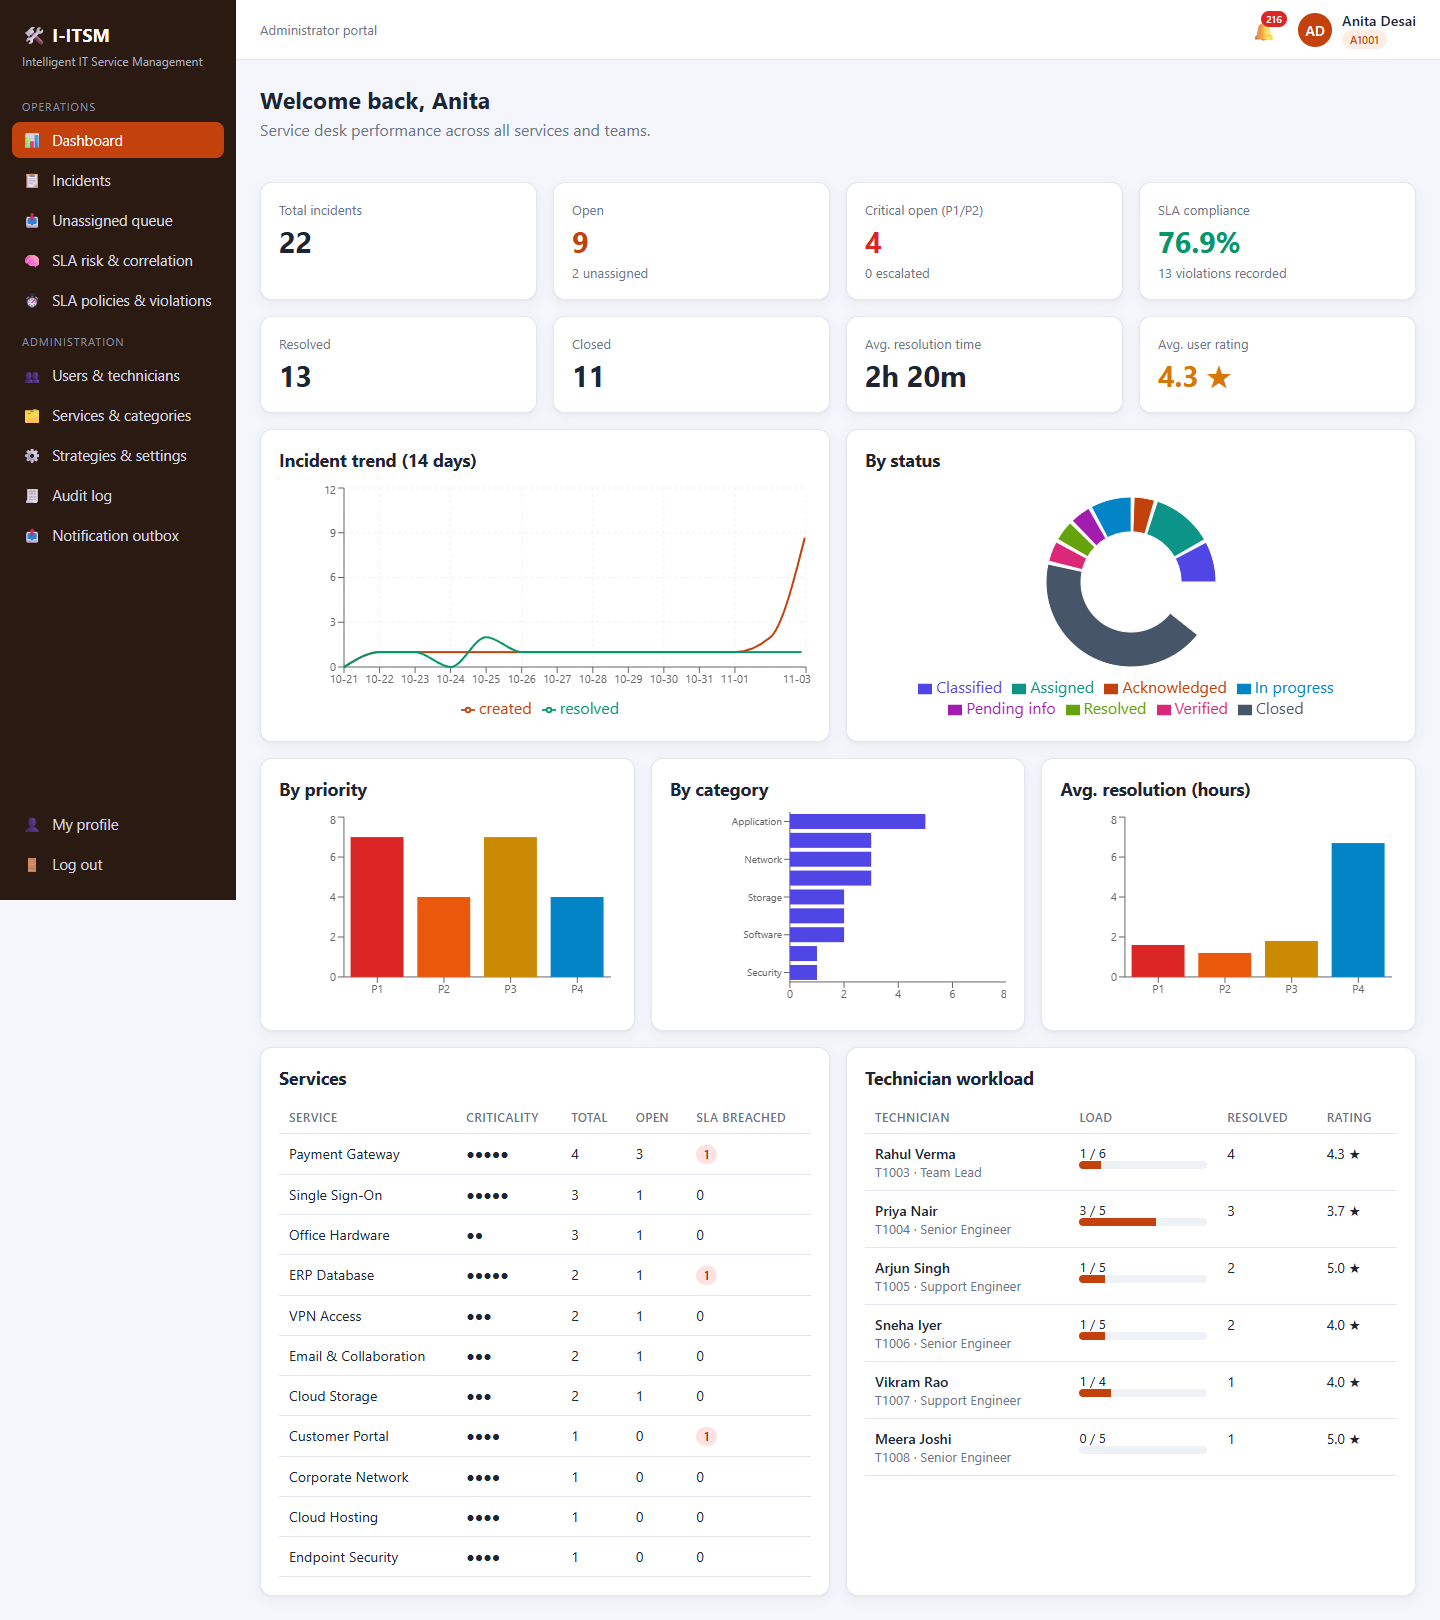 I-ITSM
Intelligent IT Service Management
OPERATIONS
Dashboard
Incidents
Unassigned queue
SLA risk & correlation
SLA policies & violations
ADMINISTRATION
Users & technicians
Services & categories
Strategies & settings
Audit log
Notification outbox
My profile
Log out
Administrator portal
216
AD
Anita Desai
A1001
Welcome back, Anita
Service desk performance across all services and teams.
Total incidents
22
Open
9
2 unassigned
Critical open (P1/P2)
4
0 escalated
SLA compliance
76.9%
13 violations recorded
Resolved
13
Closed
11
Avg. resolution time
2h 20m
Avg. user rating
4.3 ★
Incident trend (14 days)
12
9
6
3
0
10-21 10-22 10-23 10-24 10-25 10-26 10-27 10-28 10-29 10-30 10-31 11-01 11-03
created resolved
By status
Classified Assigned Acknowledged In progress
Pending info Resolved Verified Closed
By priority
8
6
4
2
0
P1 P2 P3 P4
By category
Application
Network
Storage
Software
Security
0 2 4 6 8
Avg. resolution (hours)
8
6
4
2
0
P1 P2 P3 P4
Services
SERVICE CRITICALITY TOTAL OPEN SLA BREACHED
Payment Gateway ●●●●● 4 3 1
Single Sign-On ●●●●● 3 1 0
Office Hardware ●● 3 1 0
ERP Database ●●●●● 2 1 1
VPN Access ●●● 2 1 0
Email & Collaboration ●●● 2 1 0
Cloud Storage ●●● 2 1 0
Customer Portal ●●●● 1 0 1
Corporate Network ●●●● 1 0 0
Cloud Hosting ●●●● 1 0 0
Endpoint Security ●●●● 1 0 0
Technician workload
TECHNICIAN LOAD RESOLVED RATING
Rahul Verma 1 / 6 4 4.3 ★
T1003 · Team Lead
Priya Nair 3 / 5 3 3.7 ★
T1004 · Senior Engineer
Arjun Singh 1 / 5 2 5.0 ★
T1005 · Support Engineer
Sneha Iyer 1 / 5 2 4.0 ★
T1006 · Senior Engineer
Vikram Rao 1 / 4 1 4.0 ★
T1007 · Support Engineer
Meera Joshi 0 / 5 1 5.0 ★
T1008 · Senior Engineer